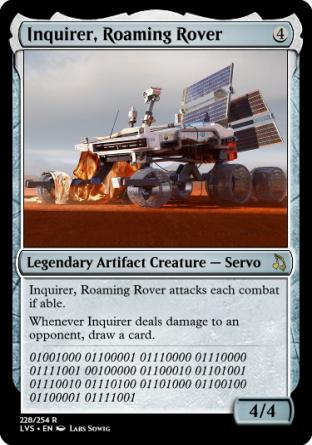 Inquirer, Roaming Rover 4
Legendary Artifact Creature — Servo
Inquirer, Roaming Rover attacks each combat
if able.
Whenever Inquirer deals damage to an
opponent, draw a card.
01001000 01100001 01110000 01110000
01111001 00100000 01100010 01101001
01110010 01110100 01101000 01100100
01100001 01111001
4/4
228/254 R
LVS • EN Lars Sowig